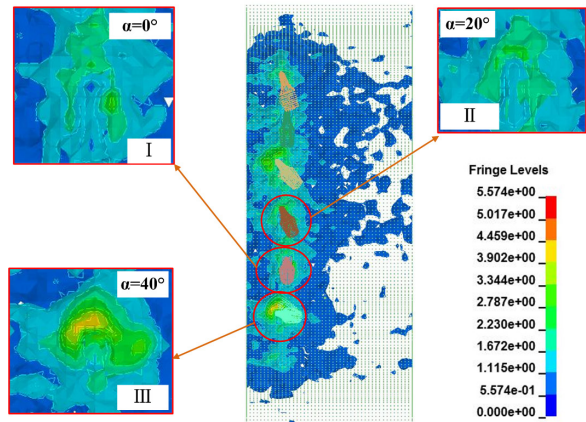 α=0°
I
α=20°
II
α=40°
III
Fringe Levels
5.574e+00
5.017e+00
4.459e+00
3.902e+00
3.344e+00
2.787e+00
2.230e+00
1.672e+00
1.115e+00
5.574e-01
0.000e+00